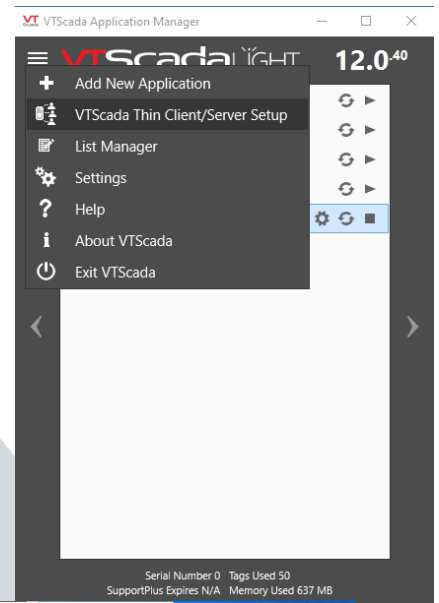 VT VTScada Application Manager
VTScada LIGHT 12.0.40
Add New Application
VTScada Thin Client/Server Setup
List Manager
Settings
? Help
i About VTScada
Exit VTScada
Serial Number 0 Tags Used 50
SupportPlus Expires N/A Memory Used 637 MB